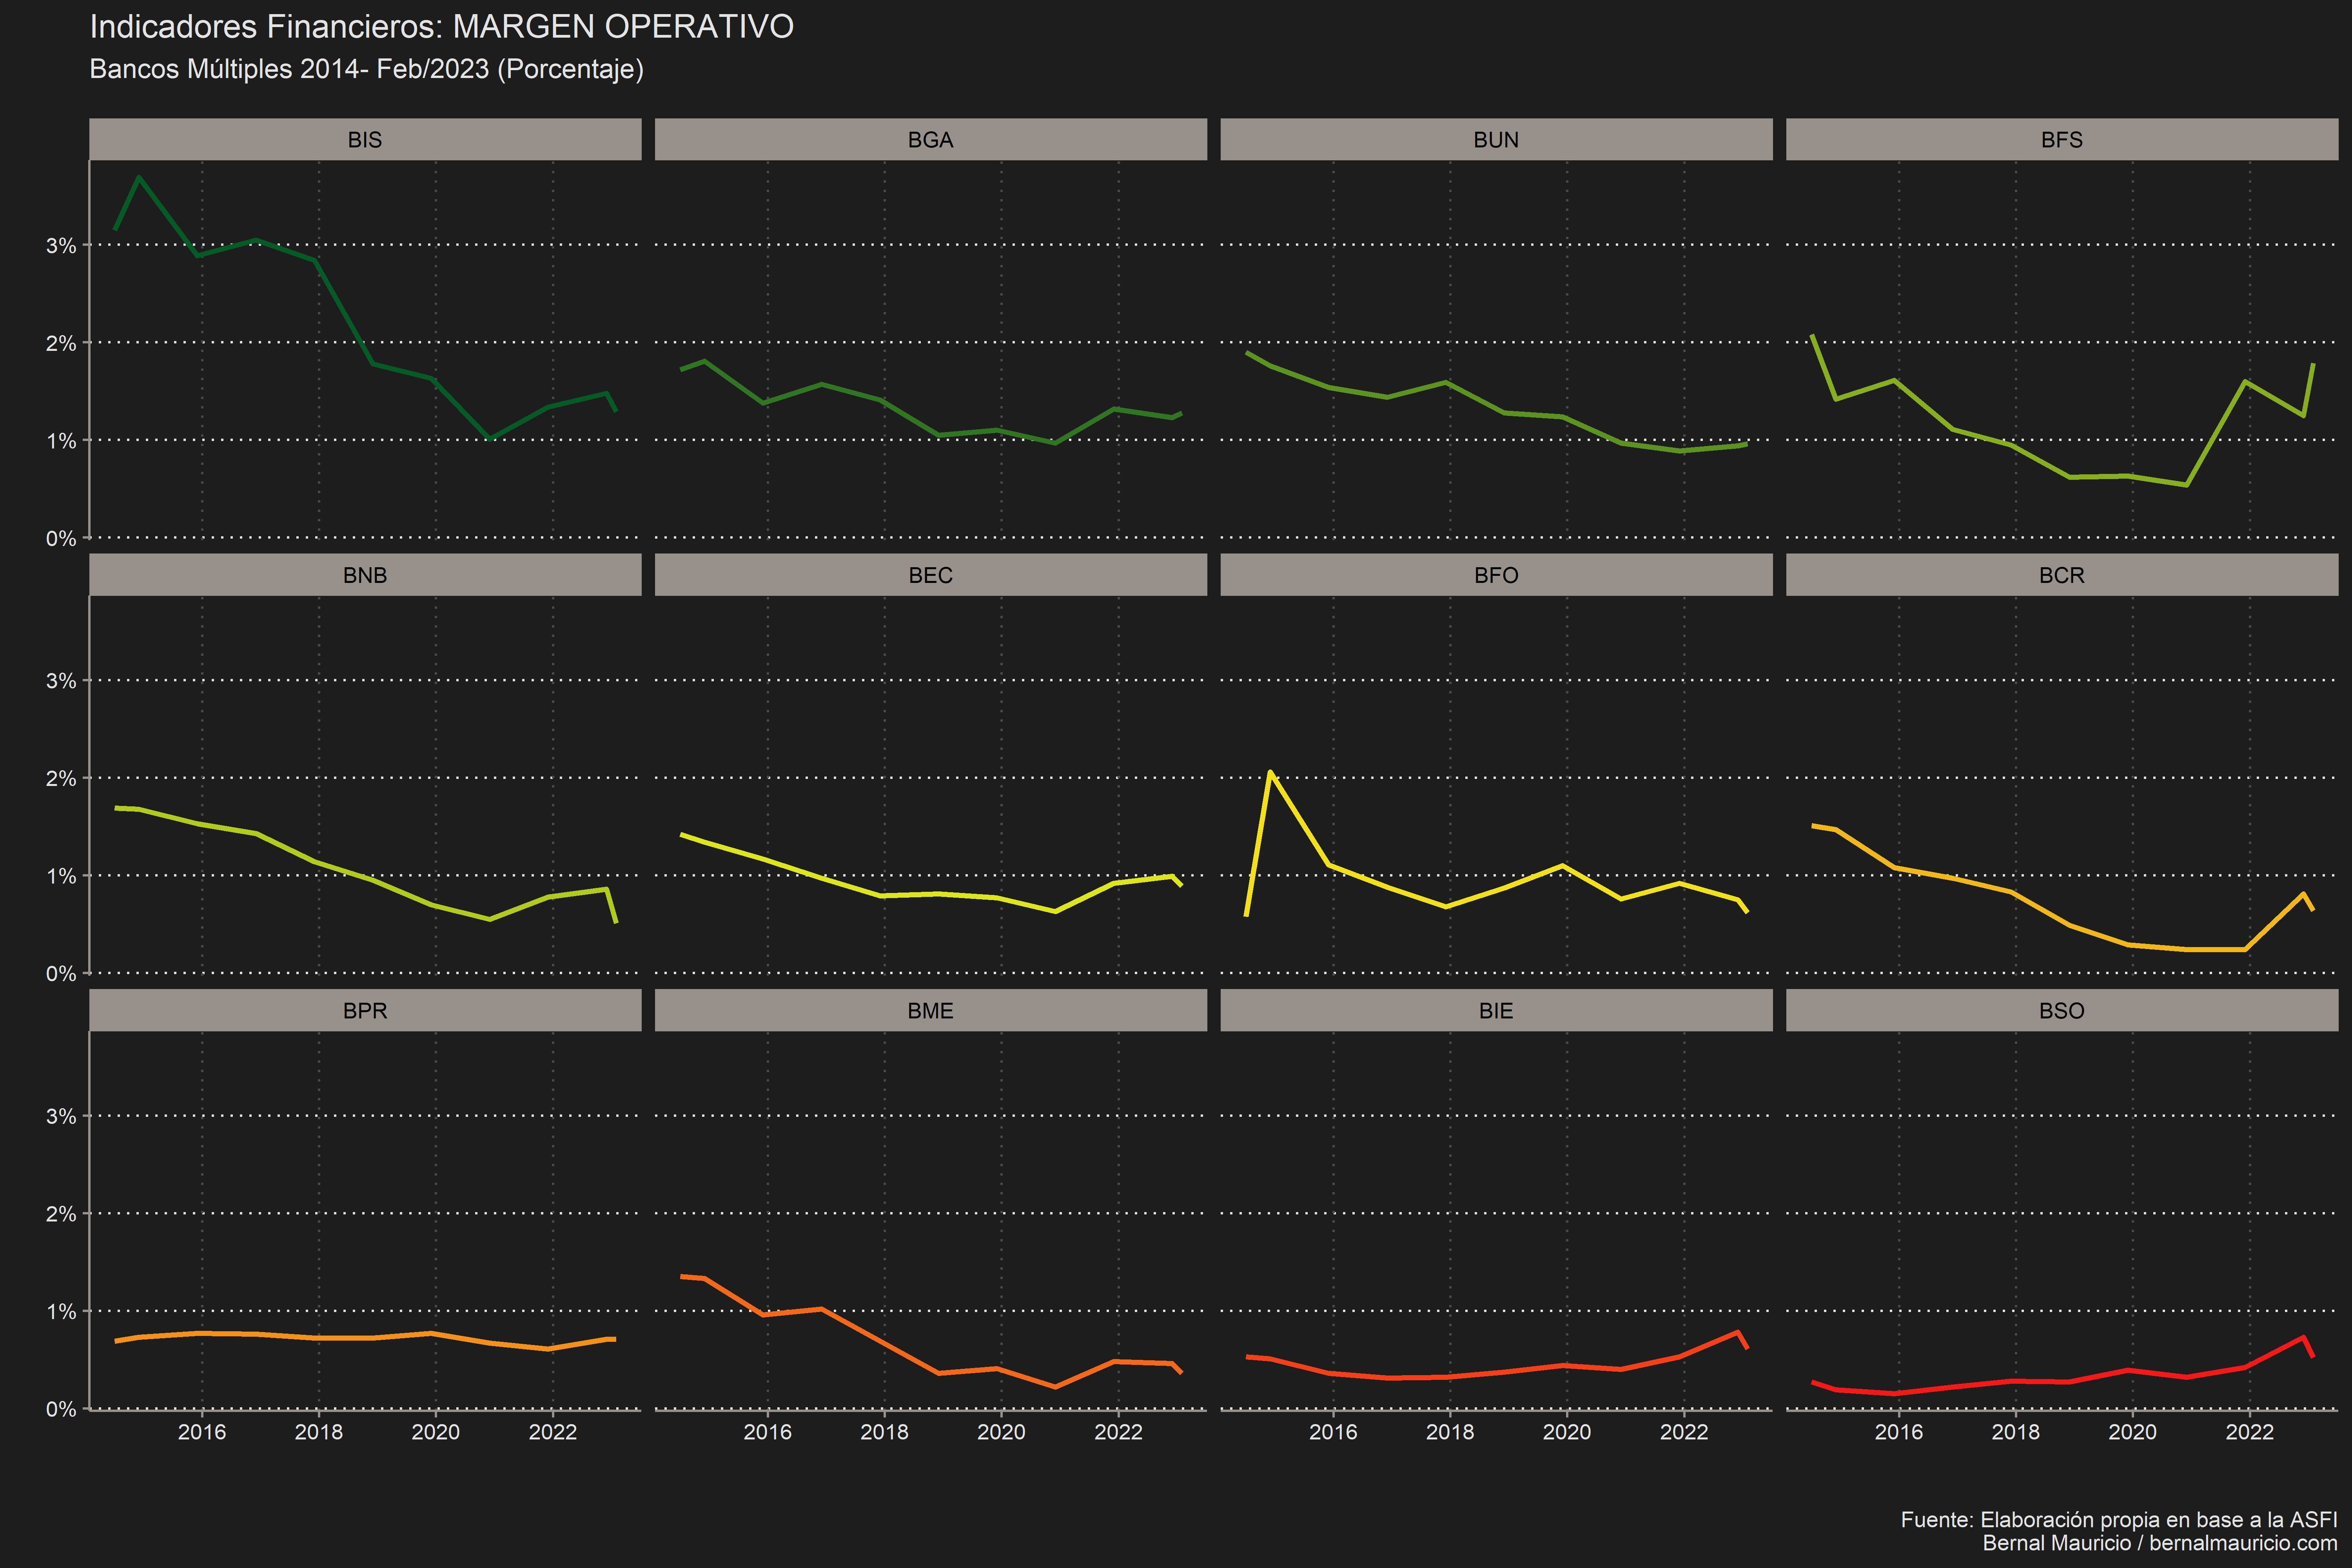 Indicadores Financieros: MARGEN OPERATIVO
Bancos Múltiples 2014- Feb/2023 (Porcentaje)
BIS BGA BUN BFS
3%
2%
1%
0%
BNB BEC BFO BCR
3%
2%
1%
0%
BPR BME BIE BSO
3%
2%
1%
0%
2016 2018 2020 2022 2016 2018 2020 2022 2016 2018 2020 2022 2016 2018 2020 2022
Fuente: Elaboración propia en base a la ASFI
Bernal Mauricio / bernalmauricio.com